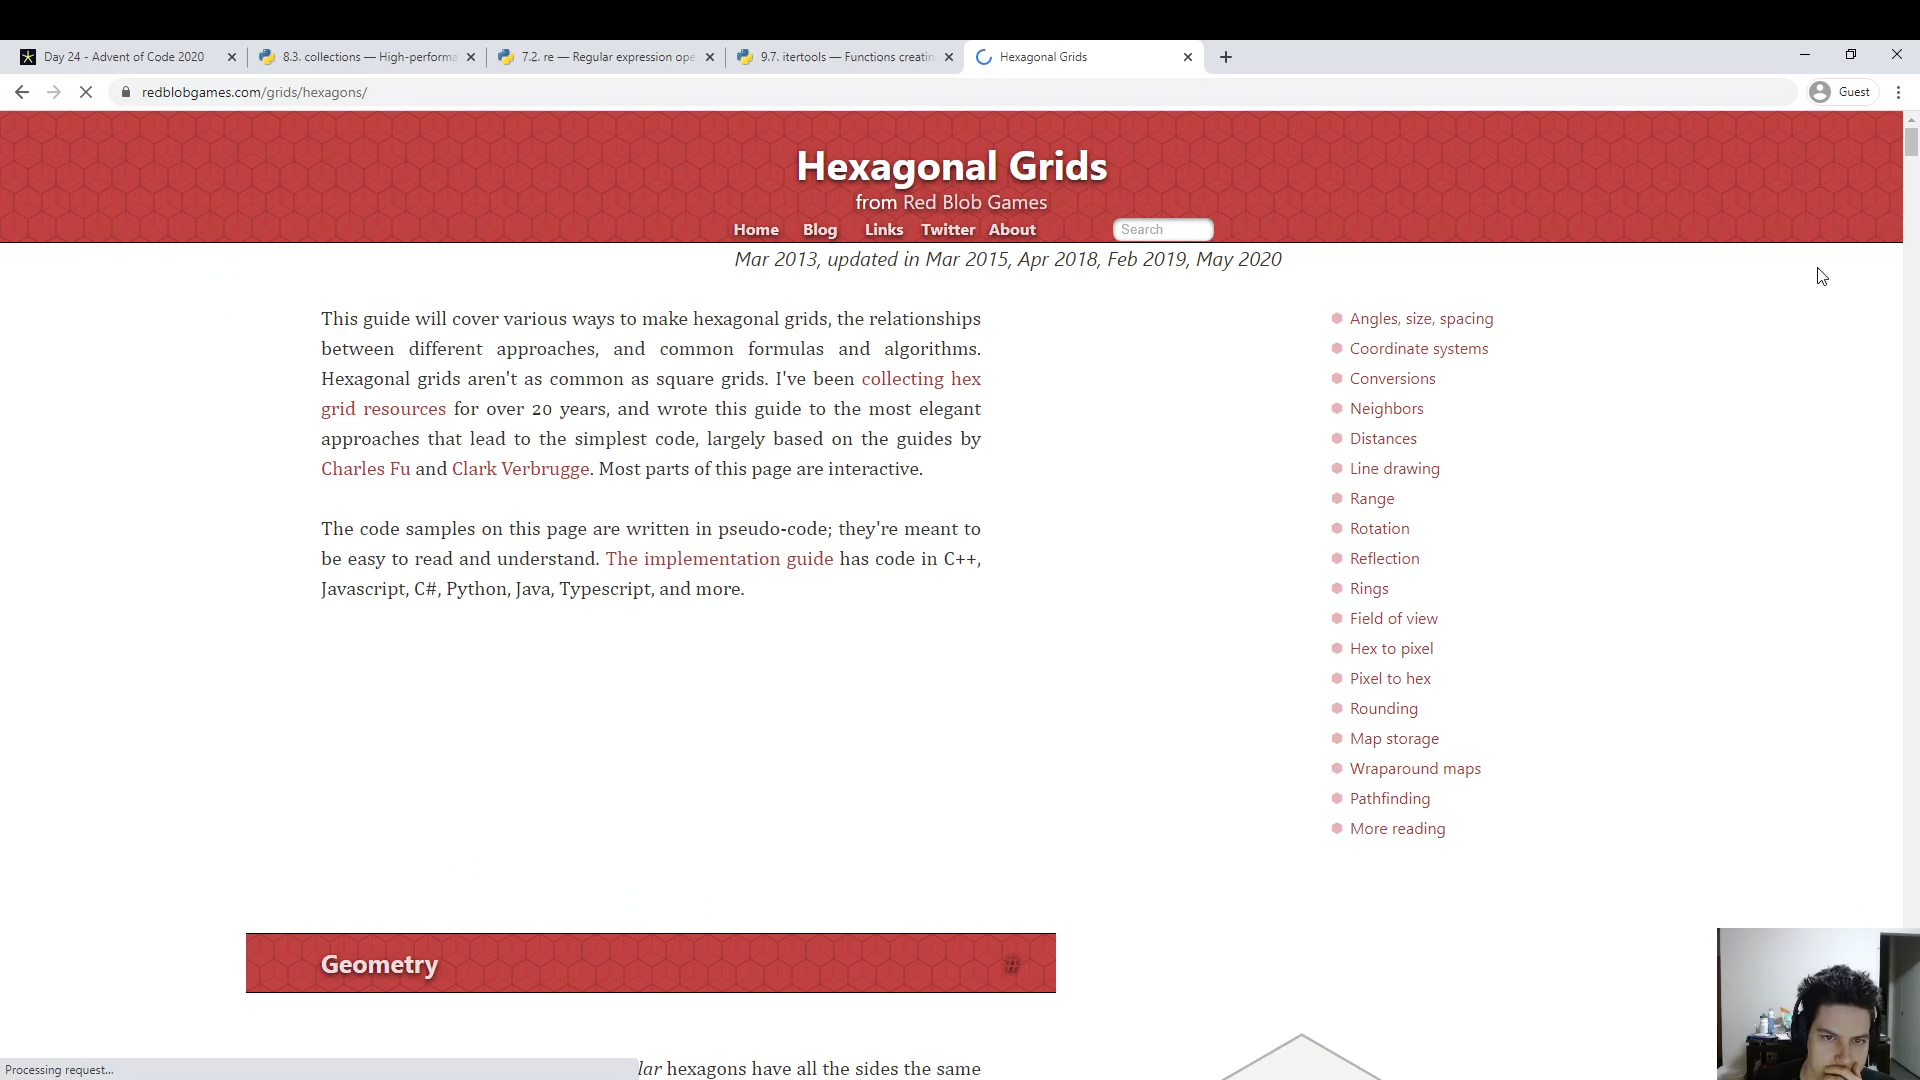 Day 24 - Advent of Code 2020
8.3. collections — High-performa
7.2. re — Regular expression ope
9.7. itertools — Functions creatin
Hexagonal Grids
redblobgames.com/grids/hexagons/
Guest
Hexagonal Grids
from Red Blob Games
Home Blog Links Twitter About Search
Mar 2013, updated in Mar 2015, Apr 2018, Feb 2019, May 2020
This guide will cover various ways to make hexagonal grids, the relationships
between different approaches, and common formulas and algorithms.
Hexagonal grids aren't as common as square grids. I've been collecting hex
grid resources for over 20 years, and wrote this guide to the most elegant
approaches that lead to the simplest code, largely based on the guides by
Charles Fu and Clark Verbrugge. Most parts of this page are interactive.
The code samples on this page are written in pseudo-code; they're meant to
be easy to read and understand. The implementation guide has code in C++,
Javascript, C#, Python, Java, Typescript, and more.
Angles, size, spacing
Coordinate systems
Conversions
Neighbors
Distances
Line drawing
Range
Rotation
Reflection
Rings
Field of view
Hex to pixel
Pixel to hex
Rounding
Map storage
Wraparound maps
Pathfinding
More reading
Geometry #
lar hexagons have all the sides the same
Processing request...